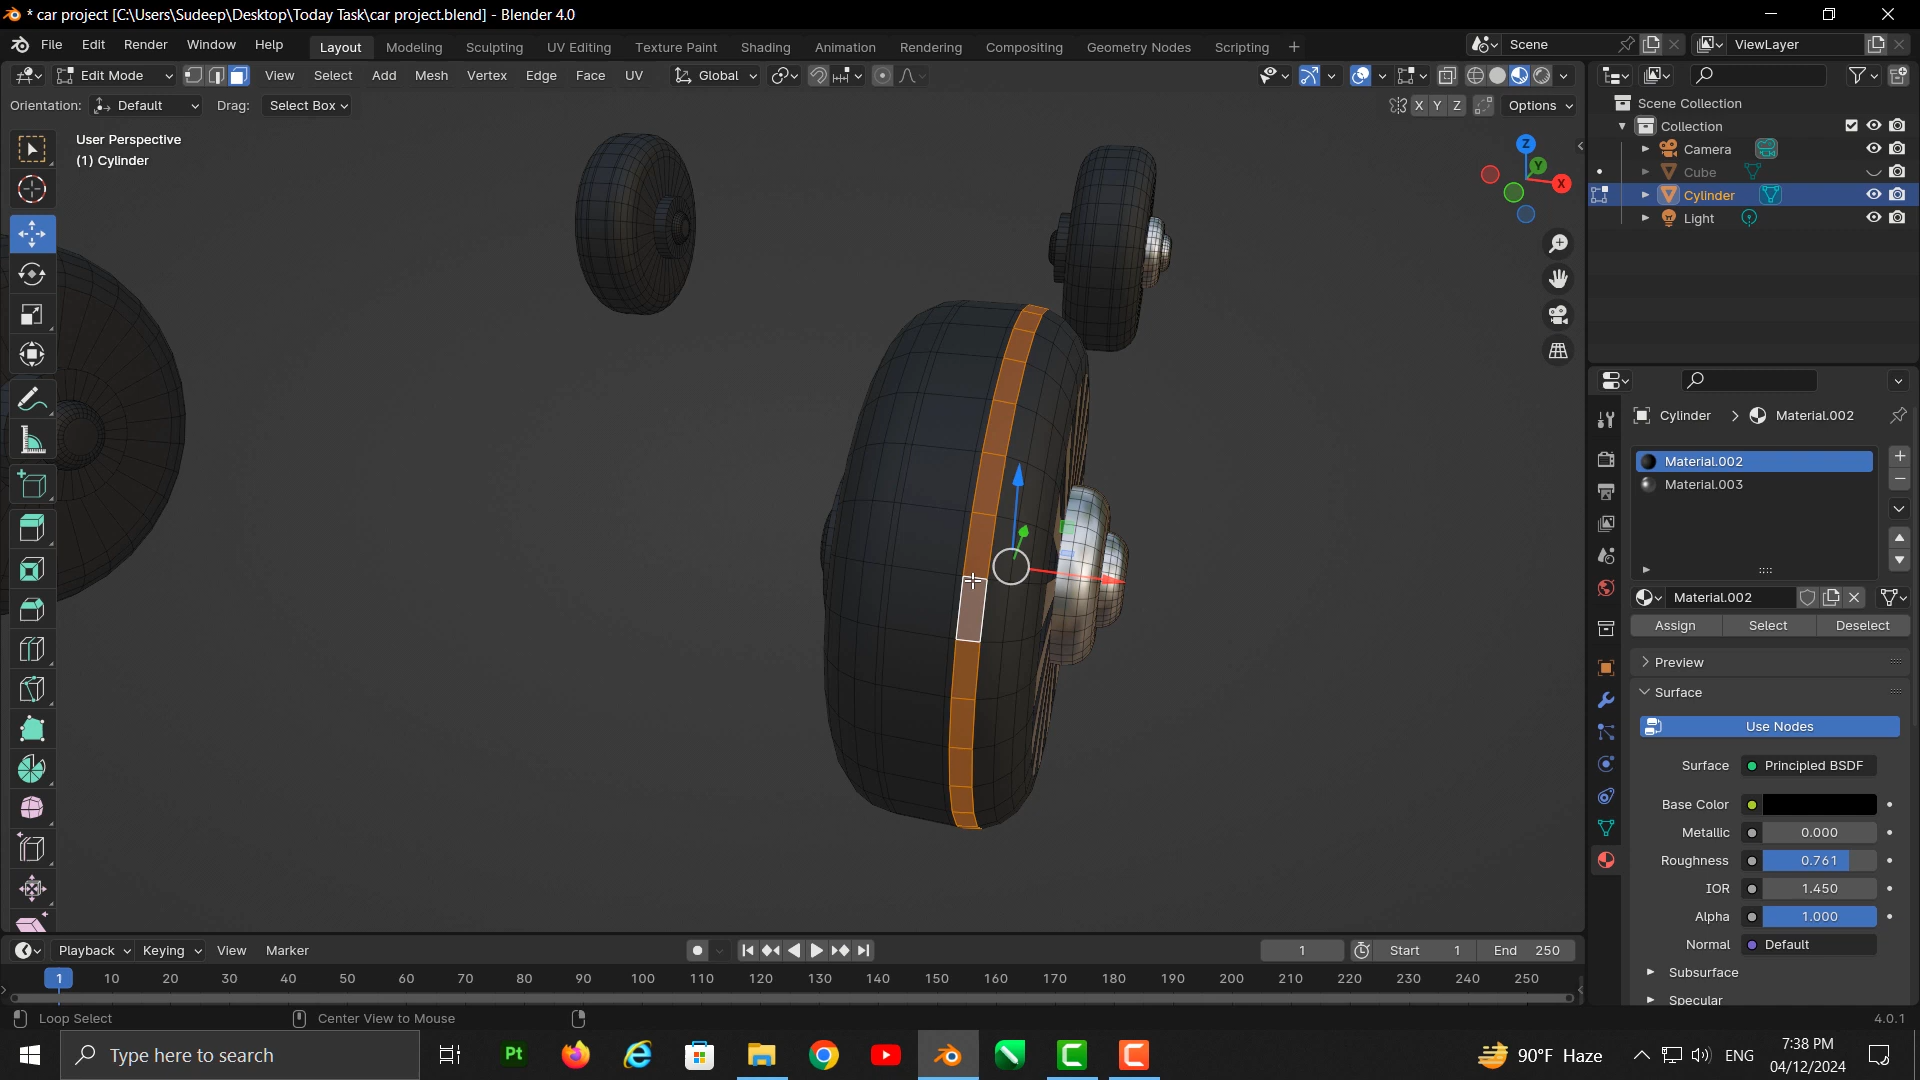 * car project [C:\Users\Sudeep\Desktop\Today Task\car project.blend] - Blender 4.0
File Edit Render Window Help Layout Modeling Sculpting UV Editing Texture Paint Shading Animation Rendering Compositing Geometry Nodes Scripting + Scene ViewLayer
Edit Mode View Select Add Mesh Vertex Edge Face UV Global
Orientation: Default Drag: Select Box X Y Z Options
User Perspective
(1) Cylinder
Z
Y
X
Scene Collection
Collection
Camera
Cube
Cylinder
Light
Cylinder > Material.002
Material.002
Material.003
Material.002
Assign Select Deselect
Preview
Surface
Use Nodes
Surface Principled BSDF
Base Color
Metallic 0.000
Roughness 0.761
IOR 1.450
Alpha 1.000
Normal Default
Subsurface
Specular
Playback Keying View Marker 1 Start 1 End 250
1 10 20 30 40 50 60 70 80 90 100 110 120 130 140 150 160 170 180 190 200 210 220 230 240 250
Loop Select Center View to Mouse 4.0.1
Type here to search Pt 90°F Haze ENG 7:38 PM
04/12/2024